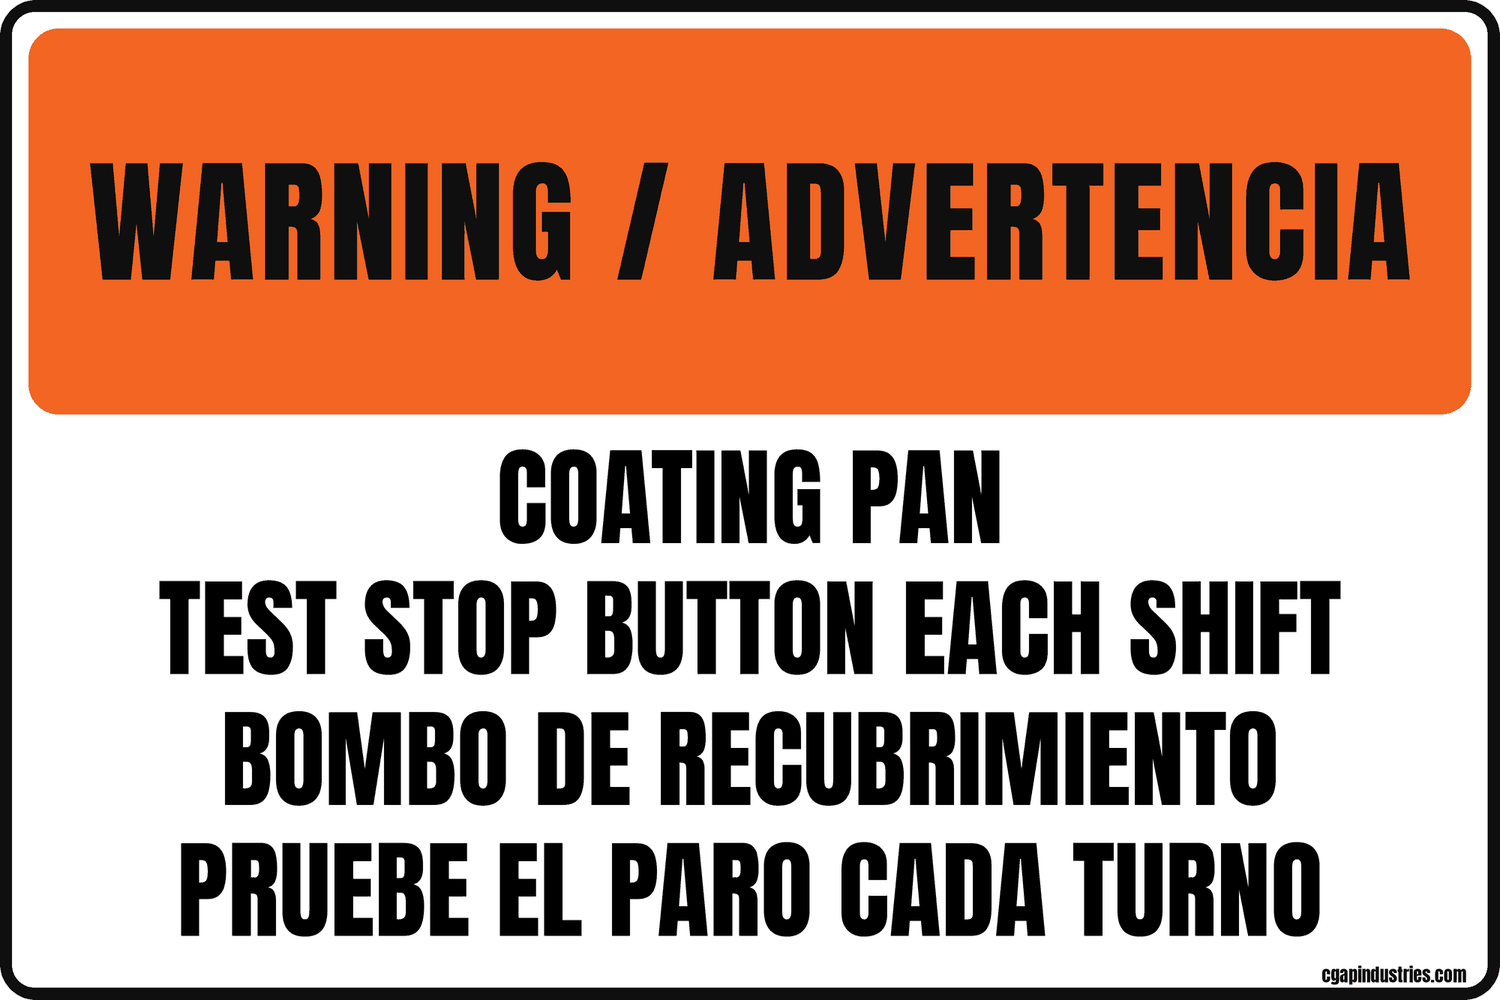 WARNING / ADVERTENCIA
COATING PAN
TEST STOP BUTTON EACH SHIFT
BOMBO DE RECUBRIMIENTO
PRUEBE EL PARO CADA TURNO
cgapindustries.com